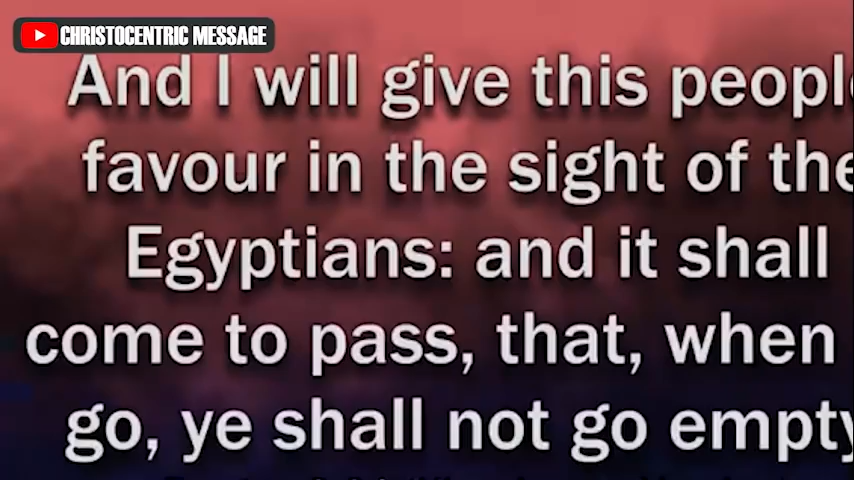 CHRISTOCENTRIC MESSAGE
And I will give this peopl
favour in the sight of the
Egyptians: and it shall
come to pass, that, when
go, ye shall not go empty